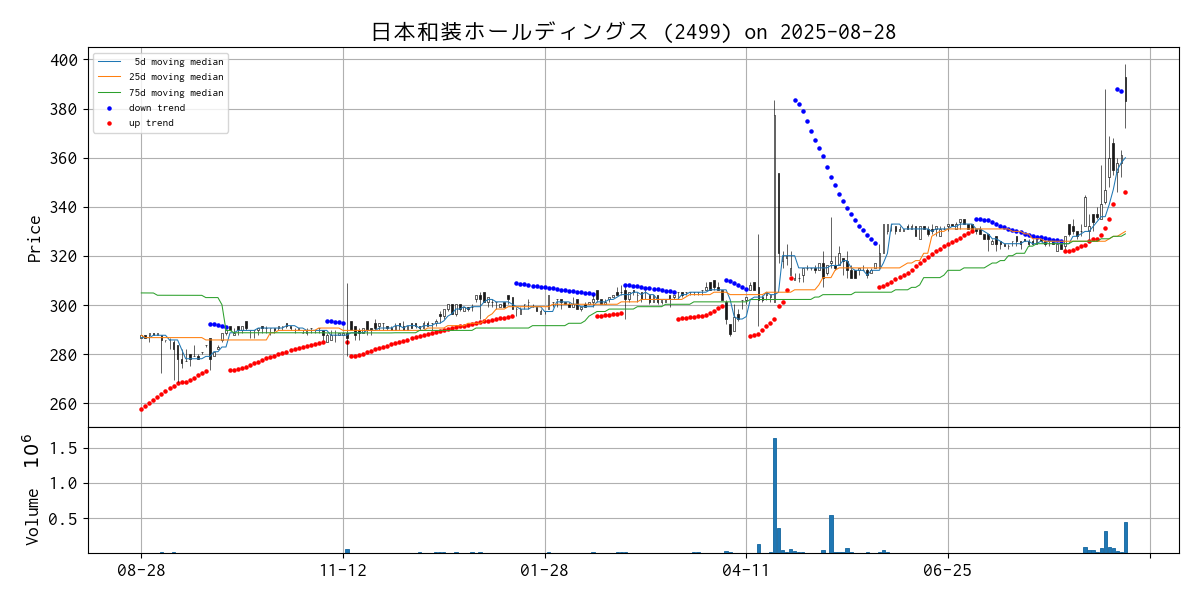 日本和装ホールディングス (2499) on 2025-08-28
5d moving median
25d moving median
75d moving median
down trend
up trend
Price
400
380
360
340
320
300
280
260
Volume 10^6
1.5
1.0
0.5
08-28
11-12
01-28
04-11
06-25